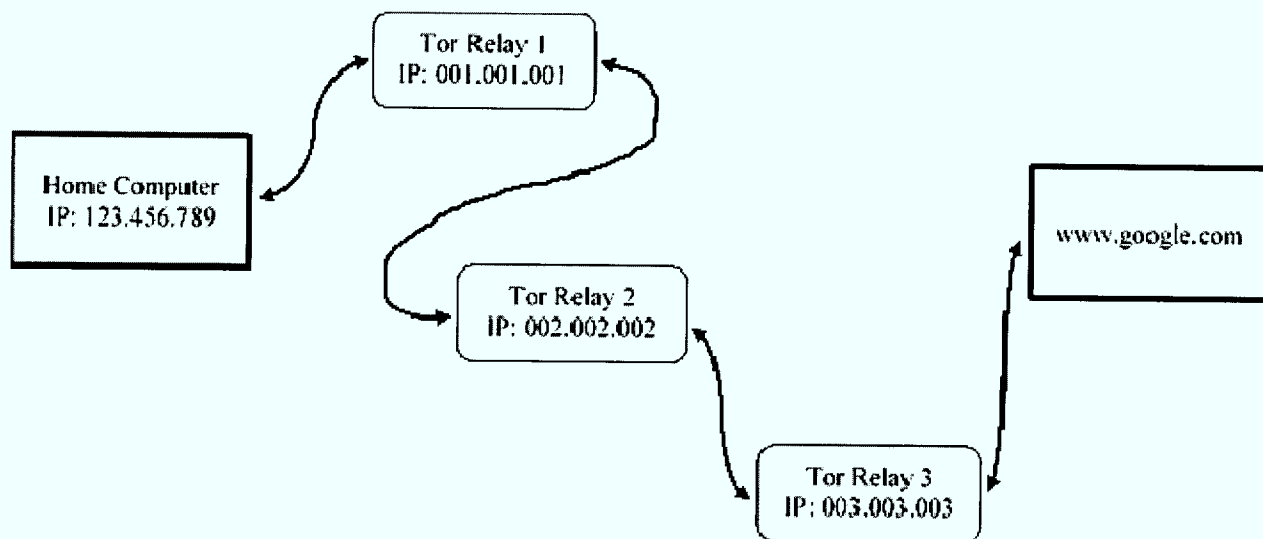 Tor Relay 1
IP: 001.001.001
Home Computer
IP: 123.456.789
www.google.com
Tor Relay 2
IP: 002.002.002
Tor Relay 3
IP: 003.003.003